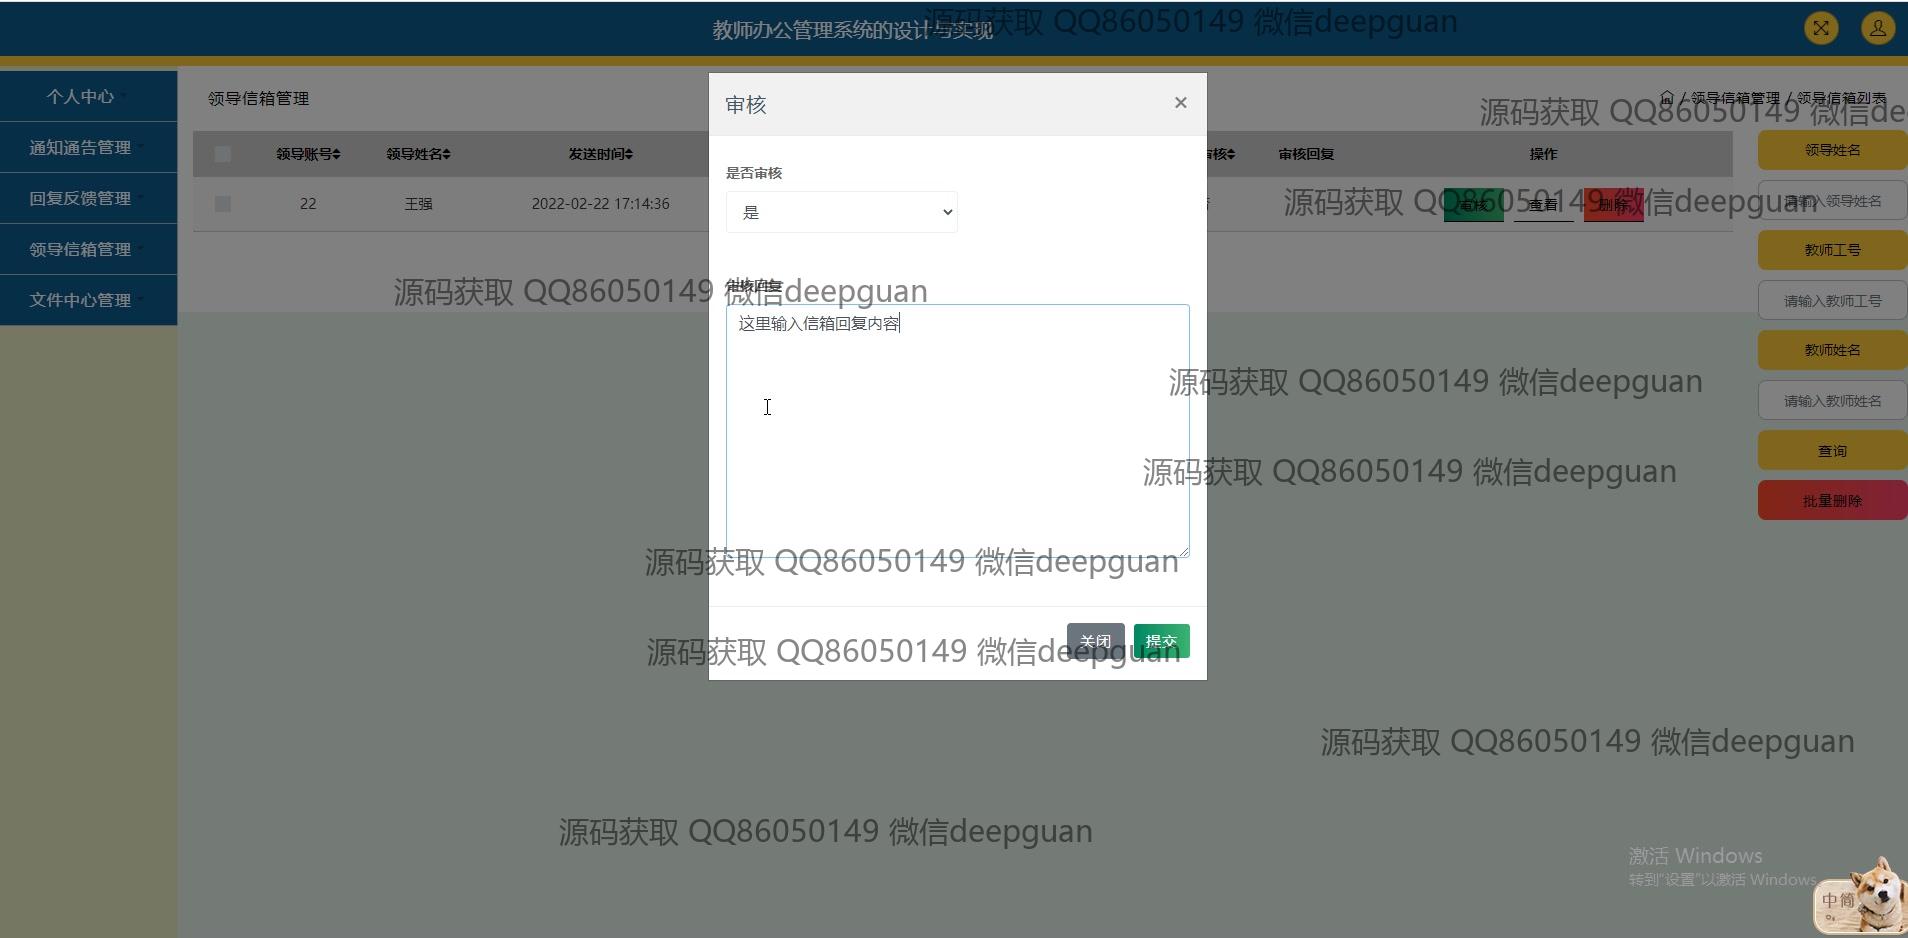 教师办公管理系统的设计与实现
源码获取 QQ86050149 微信deepguan
个人中心
通知通告管理
回复反馈管理
领导信箱管理
文件中心管理
领导信箱管理
/ 领导信箱管理 / 领导信箱列表
源码获取 QQ86050149 微信de
领导账号 领导姓名 发送时间 审核 审核回复 操作
22 王强 2022-02-22 17:14:36 审核 查看 删除
源码获取 QQ86050149 微信deepguan
审核 ×
是否审核
是
审核回复
源码获取 QQ86050149 微信deepguan
这里输入信箱回复内容
源码获取 QQ86050149 微信deepguan
源码获取 QQ86050149 微信deepguan
源码获取 QQ86050149 微信deepguan
关闭 提交
源码获取 QQ86050149 微信deepguan
领导姓名
请输入领导姓名
教师工号
请输入教师工号
教师姓名
请输入教师姓名
查询
批量删除
源码获取 QQ86050149 微信deepguan
源码获取 QQ86050149 微信deepguan
激活 Windows
转到"设置"以激活 Windows
中简